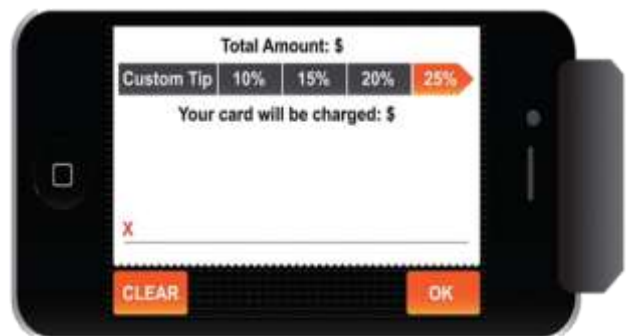 Total Amount: $
Custom Tip 10% 15% 20% 25%
Your card will be charged: $
X
CLEAR OK